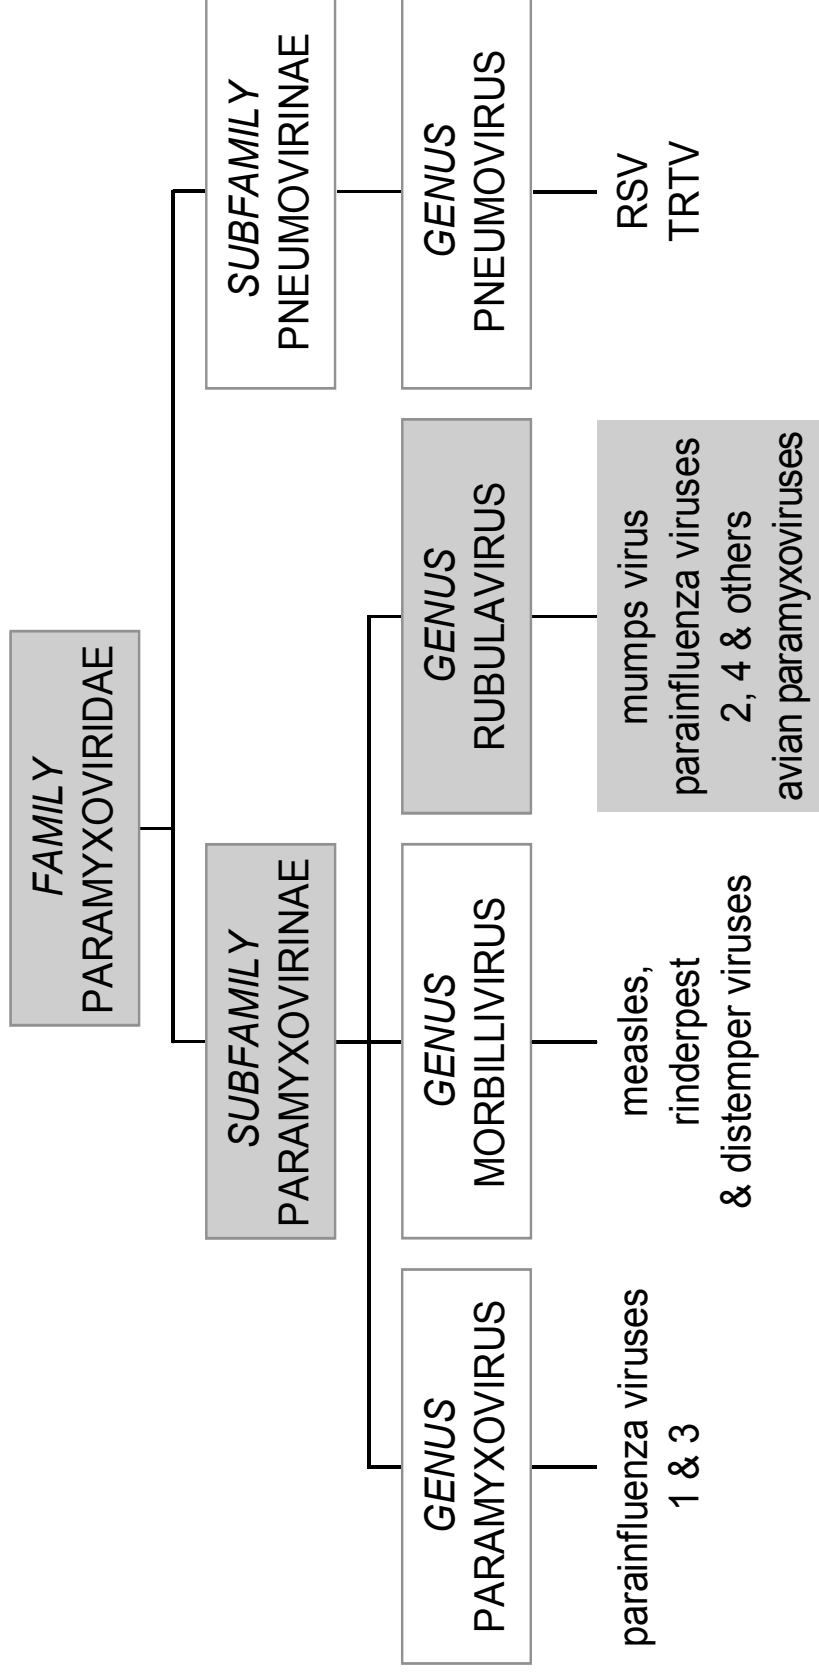 FAMILY
PARAMYXOVIRIDAE
SUBFAMILY
PARAMYXOVIRINAE
SUBFAMILY
PNEUMOVIRINAE
GENUS
PARAMYXOVIRUS
GENUS
MORBILLIVIRUS
GENUS
RUBULAVIRUS
GENUS
PNEUMOVIRUS
parainfluenza viruses
1 & 3
measles,
rinderpest
& distemper viruses
mumps virus
parainfluenza viruses
2, 4 & others
avian paramyxoviruses
RSV
TRTV